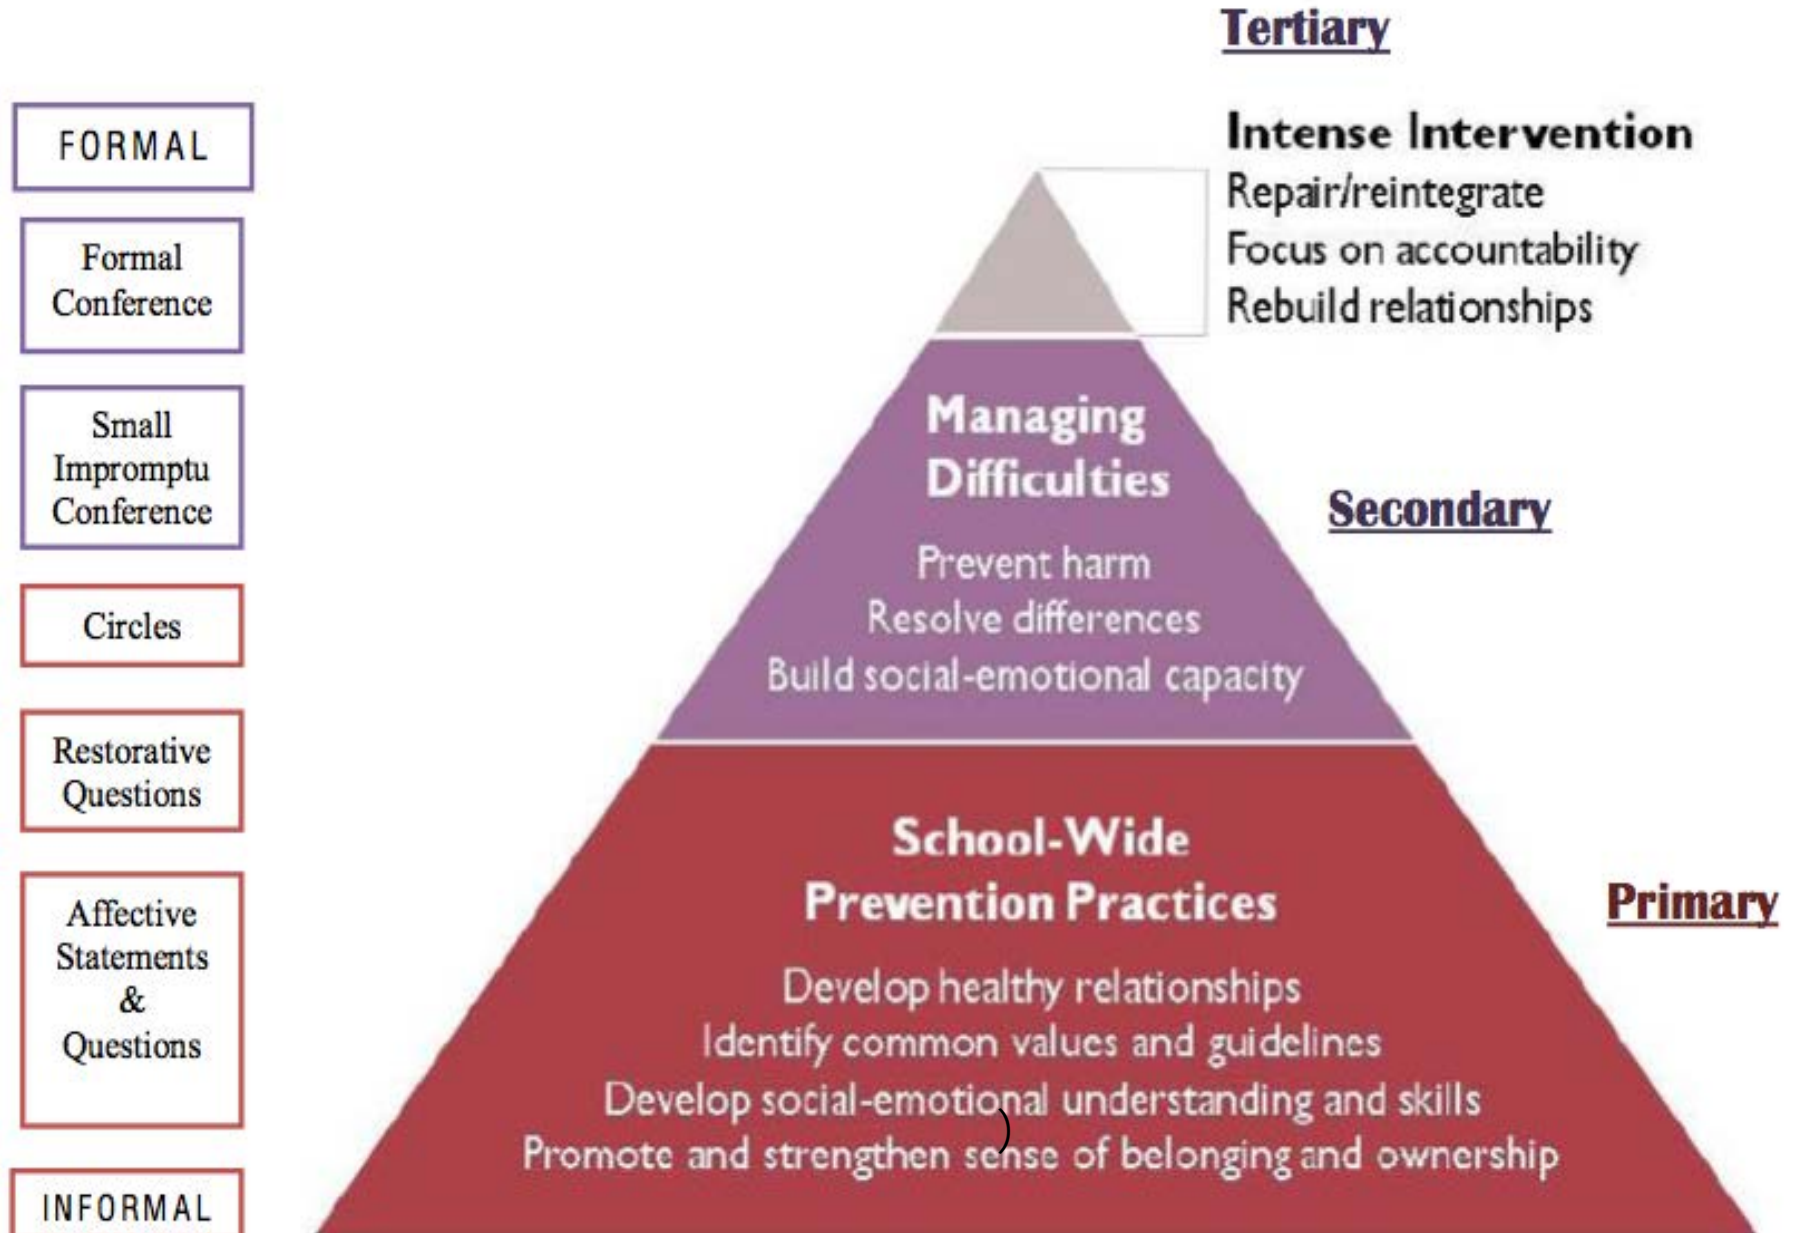 Tertiary
FORMAL
Formal
Conference
Small
Impromptu
Conference
Circles
Restorative
Questions
Affective
Statements
&
Questions
INFORMAL
Intense Intervention
Repair/reintegrate
Focus on accountability
Rebuild relationships
Managing
Difficulties
Prevent harm
Resolve differences
Build social-emotional capacity
Secondary
School-Wide
Prevention Practices
Develop healthy relationships
Identify common values and guidelines
Develop social-emotional understanding and skills
)
Promote and strengthen sense of belonging and ownership
Primary